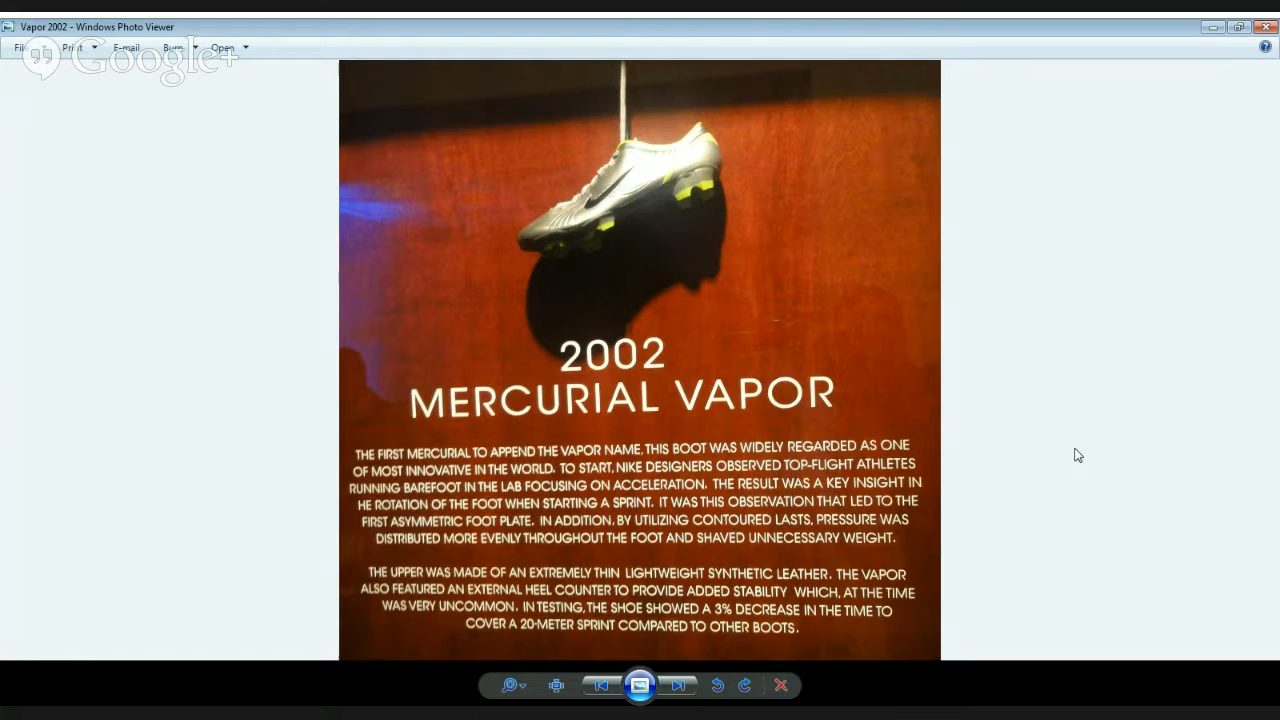 Vapor 2002 - Windows Photo Viewer
File Print E-mail Burn Open
Google+
2002
MERCURIAL VAPOR
THE FIRST MERCURIAL TO APPEND THE VAPOR NAME, THIS BOOT WAS WIDELY REGARDED AS ONE
OF MOST INNOVATIVE IN THE WORLD. TO START, NIKE DESIGNERS OBSERVED TOP-FLIGHT ATHLETES
RUNNING BAREFOOT IN THE LAB FOCUSING ON ACCELERATION. THE RESULT WAS A KEY INSIGHT IN
HE ROTATION OF THE FOOT WHEN STARTING A SPRINT. IT WAS THIS OBSERVATION THAT LED TO THE
FIRST ASYMMETRIC FOOT PLATE. IN ADDITION, BY UTILIZING CONTOURED LASTS, PRESSURE WAS
DISTRIBUTED MORE EVENLY THROUGHOUT THE FOOT AND SHAVED UNNECESSARY WEIGHT.
THE UPPER WAS MADE OF AN EXTREMELY THIN LIGHTWEIGHT SYNTHETIC LEATHER. THE VAPOR
ALSO FEATURED AN EXTERNAL HEEL COUNTER TO PROVIDE ADDED STABILITY WHICH, AT THE TIME
WAS VERY UNCOMMON. IN TESTING, THE SHOE SHOWED A 3% DECREASE IN THE TIME TO
COVER A 20-METER SPRINT COMPARED TO OTHER BOOTS.